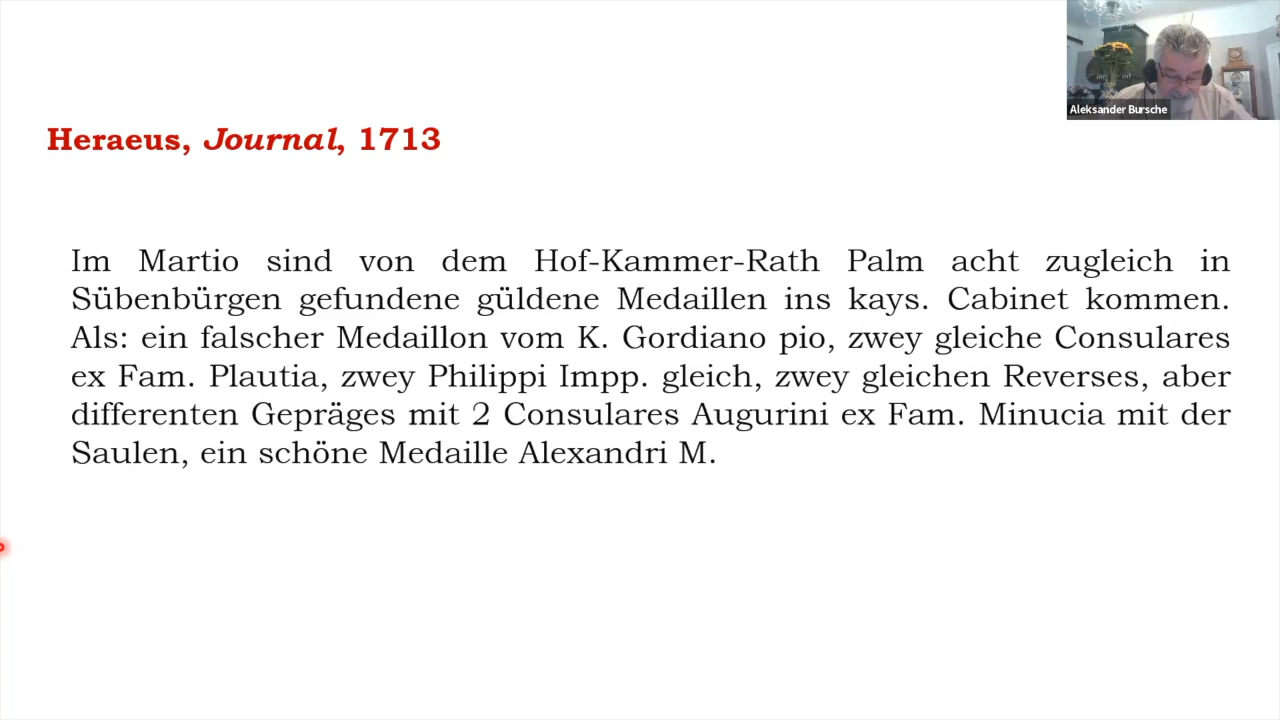 Aleksander Bursche
Heraeus, Journal, 1713
Im Martio sind von dem Hof-Kammer-Rath Palm acht zugleich in
Sübenbürgen gefundene güldene Medaillen ins kays. Cabinet kommen.
Als: ein falscher Medaillon vom K. Gordiano pio, zwey gleiche Consulares
ex Fam. Plautia, zwey Philippi Impp. gleich, zwey gleichen Reverses, aber
differenten Gepräges mit 2 Consulares Augurini ex Fam. Minucia mit der
Saulen, ein schöne Medaille Alexandri M.